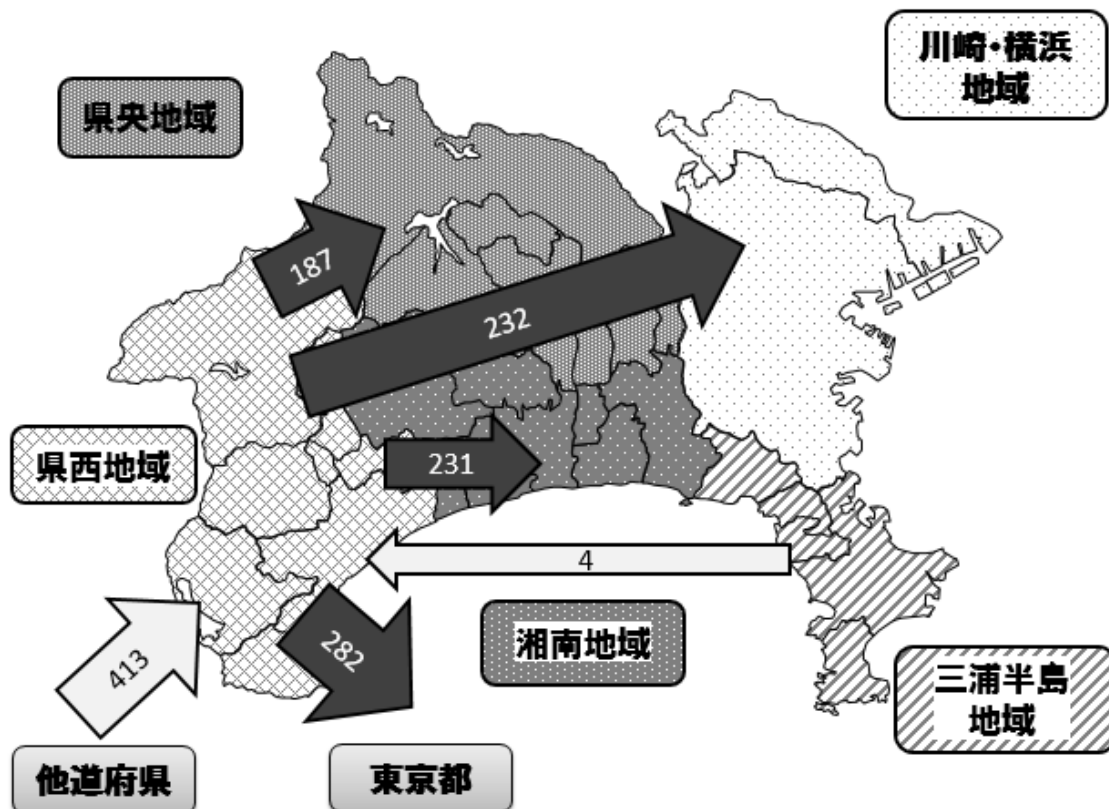 川崎・横浜
地域
県央地域
187
232
県西地域
231
4
413
282
湘南地域
三浦半島
地域
他道府県
東京都